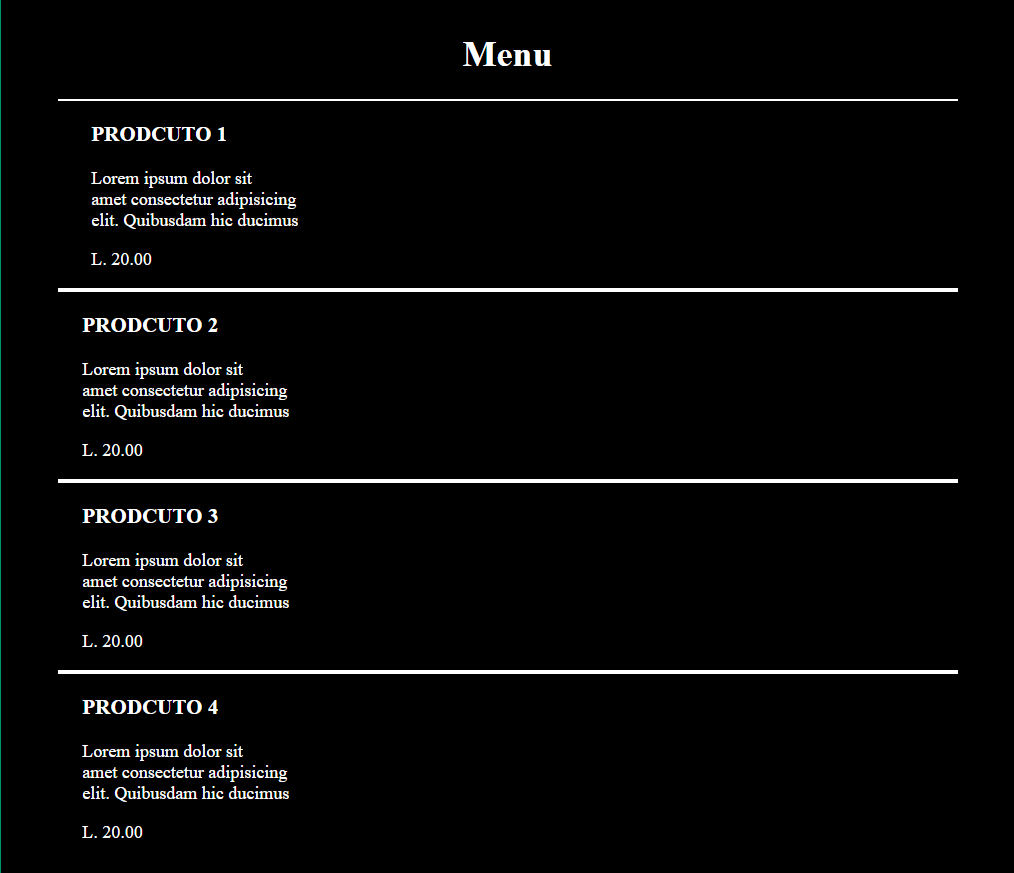 Menu
PRODCUTO 1
Lorem ipsum dolor sit
amet consectetur adipisicing
elit. Quibusdam hic ducimus
L. 20.00
PRODCUTO 2
Lorem ipsum dolor sit
amet consectetur adipisicing
elit. Quibusdam hic ducimus
L. 20.00
PRODCUTO 3
Lorem ipsum dolor sit
amet consectetur adipisicing
elit. Quibusdam hic ducimus
L. 20.00
PRODCUTO 4
Lorem ipsum dolor sit
amet consectetur adipisicing
elit. Quibusdam hic ducimus
L. 20.00